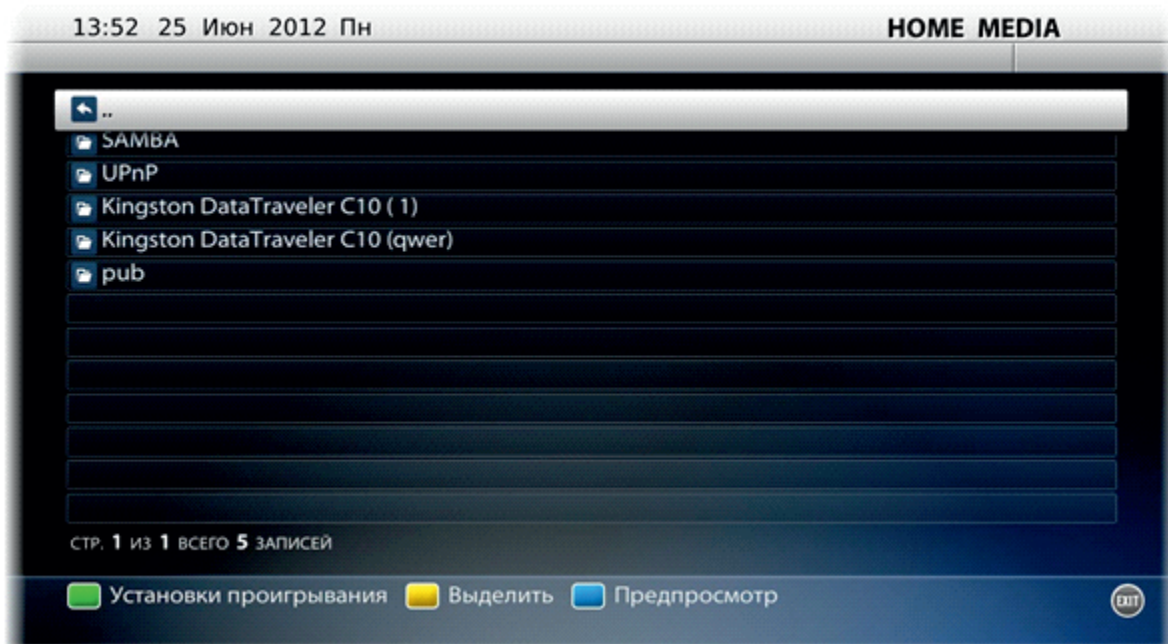 13:52 25 Июн 2012 Пн HOME MEDIA
..
SAMBA
UPnP
Kingston DataTraveler C10 ( 1)
Kingston DataTraveler C10 (qwer)
pub
СТР. 1 ИЗ 1 ВСЕГО 5 ЗАПИСЕЙ
Установки проигрывания Выделить Предпросмотр EXIT